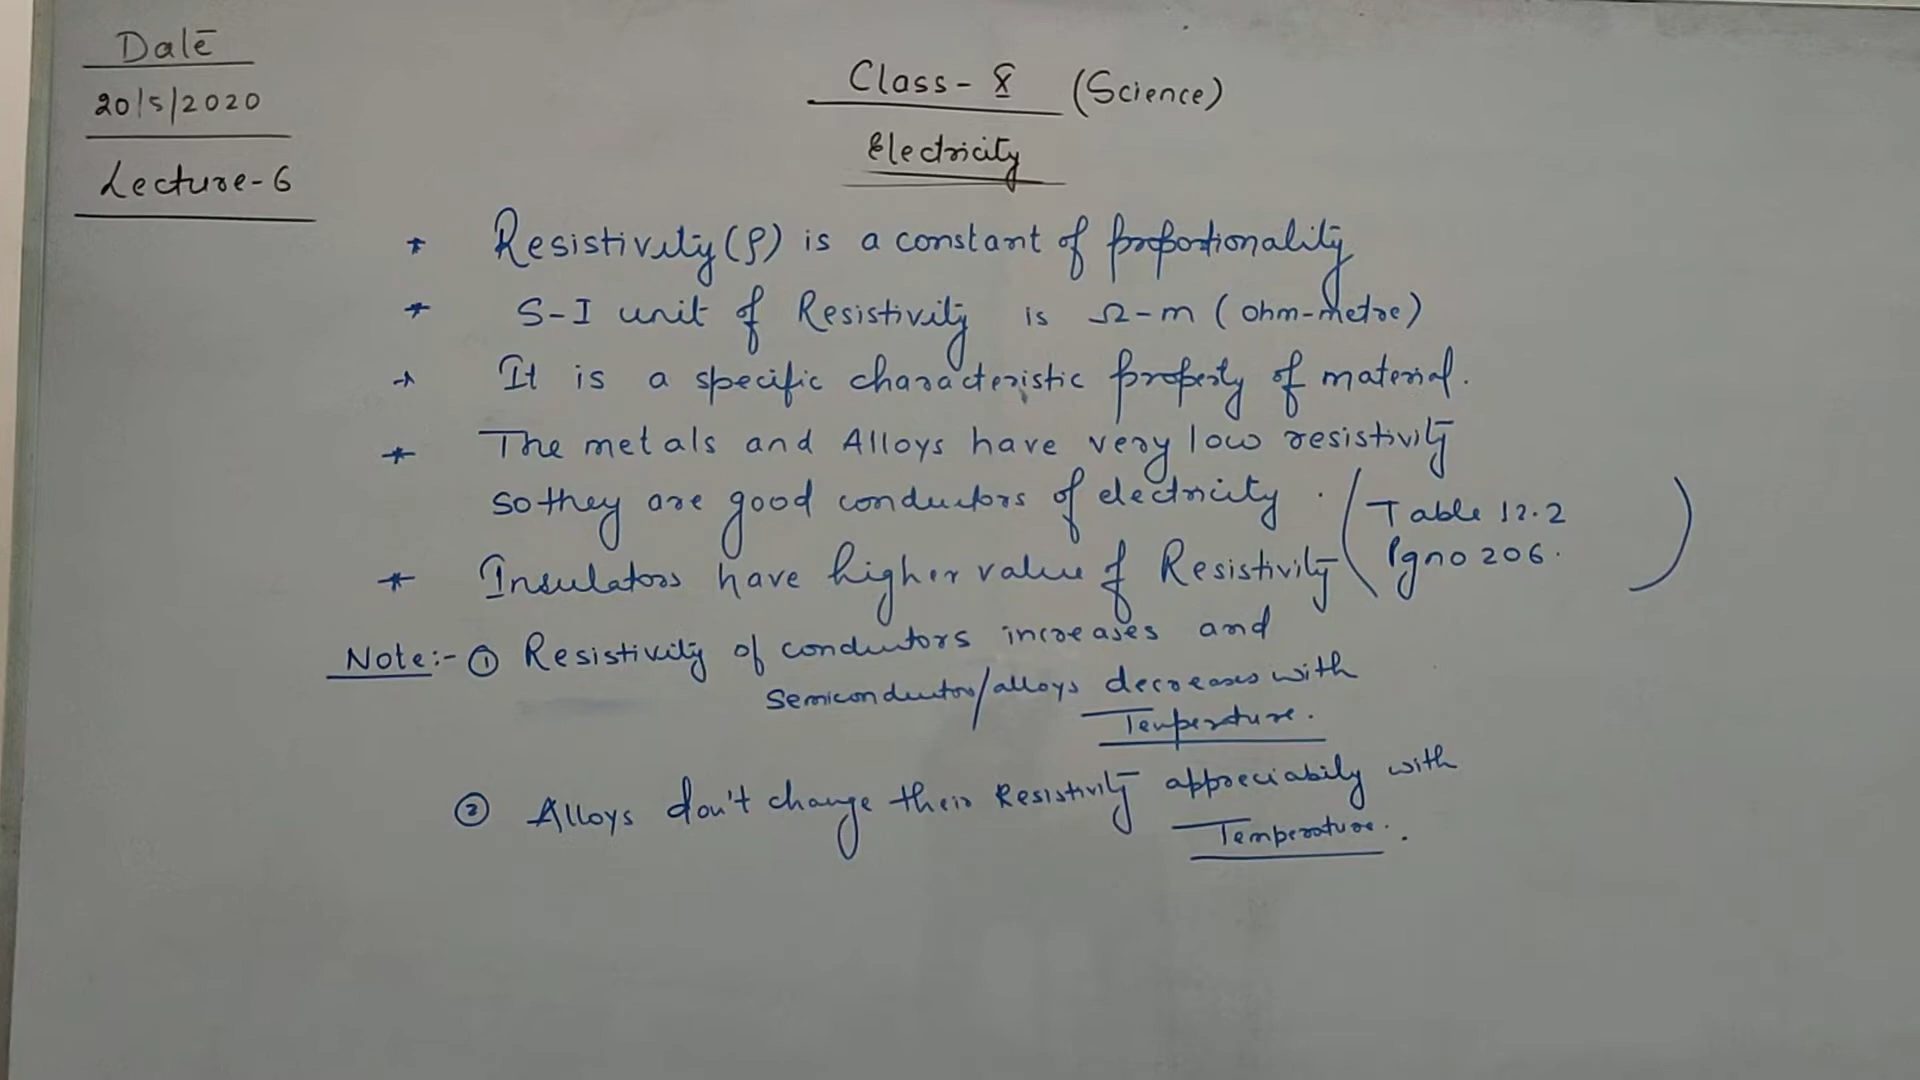 Date
20/5/2020
Lecture-6
Class-X (Science)
Electricity
* Resistivity (ρ) is a constant of proportionality
* S-I unit of Resistivity is Ω-m (ohm-metre)
* It is a specific characteristic property of material.
* The metals and Alloys have very low resistivity
so they are good conductors of electricity.
(Table 12.2
Pg no 206.)
* Insulators have higher value of Resistivity
Note:- ① Resistivity of conductors increases and
semiconductor/alloys decreases with
Temperature.
② Alloys don't change their Resistivity appreciabily with
Temperature.